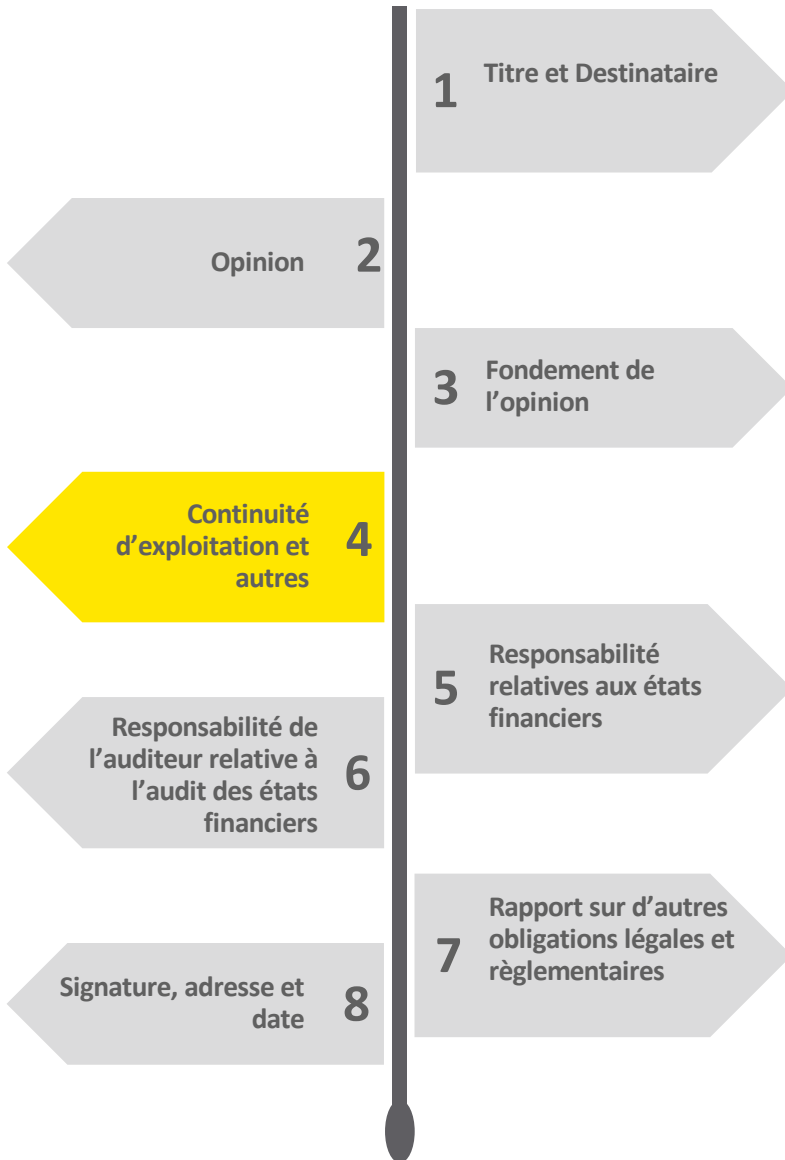 1
Titre et Destinataire
Opinion
2
3
Fondement de
l’opinion
Continuité
d’exploitation et
autres
4
5
Responsabilité
relatives aux états
financiers
Responsabilité de
l’auditeur relative à
l’audit des états
financiers
6
7
Rapport sur d’autres
obligations légales et
règlementaires
Signature, adresse et
date
8